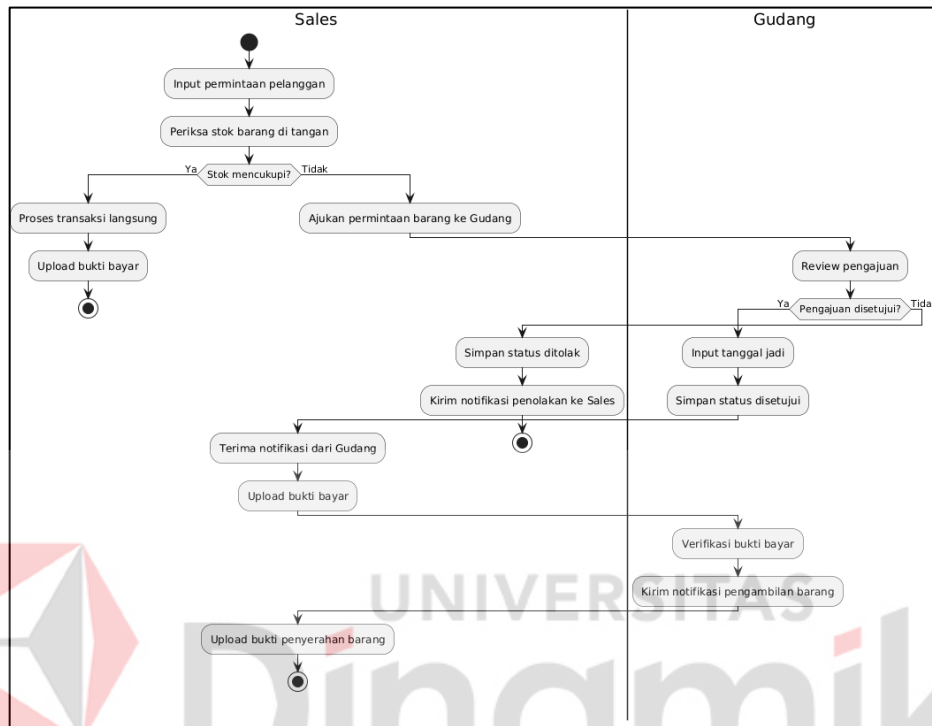 Sales
Gudang
Input permintaan pelanggan
Periksa stok barang di tangan
Ya
Stok mencukupi?
Tidak
Proses transaksi langsung
Ajukan permintaan barang ke Gudang
Upload bukti bayar
Review pengajuan
Ya
Pengajuan disetujui?
Tida
Simpan status ditolak
Input tanggal jadi
Kirim notifikasi penolakan ke Sales
Simpan status disetujui
Terima notifikasi dari Gudang
Upload bukti bayar
Verifikasi bukti bayar
Kirim notifikasi pengambilan barang
Upload bukti penyerahan barang
UNIVERSITAS
Dinamik